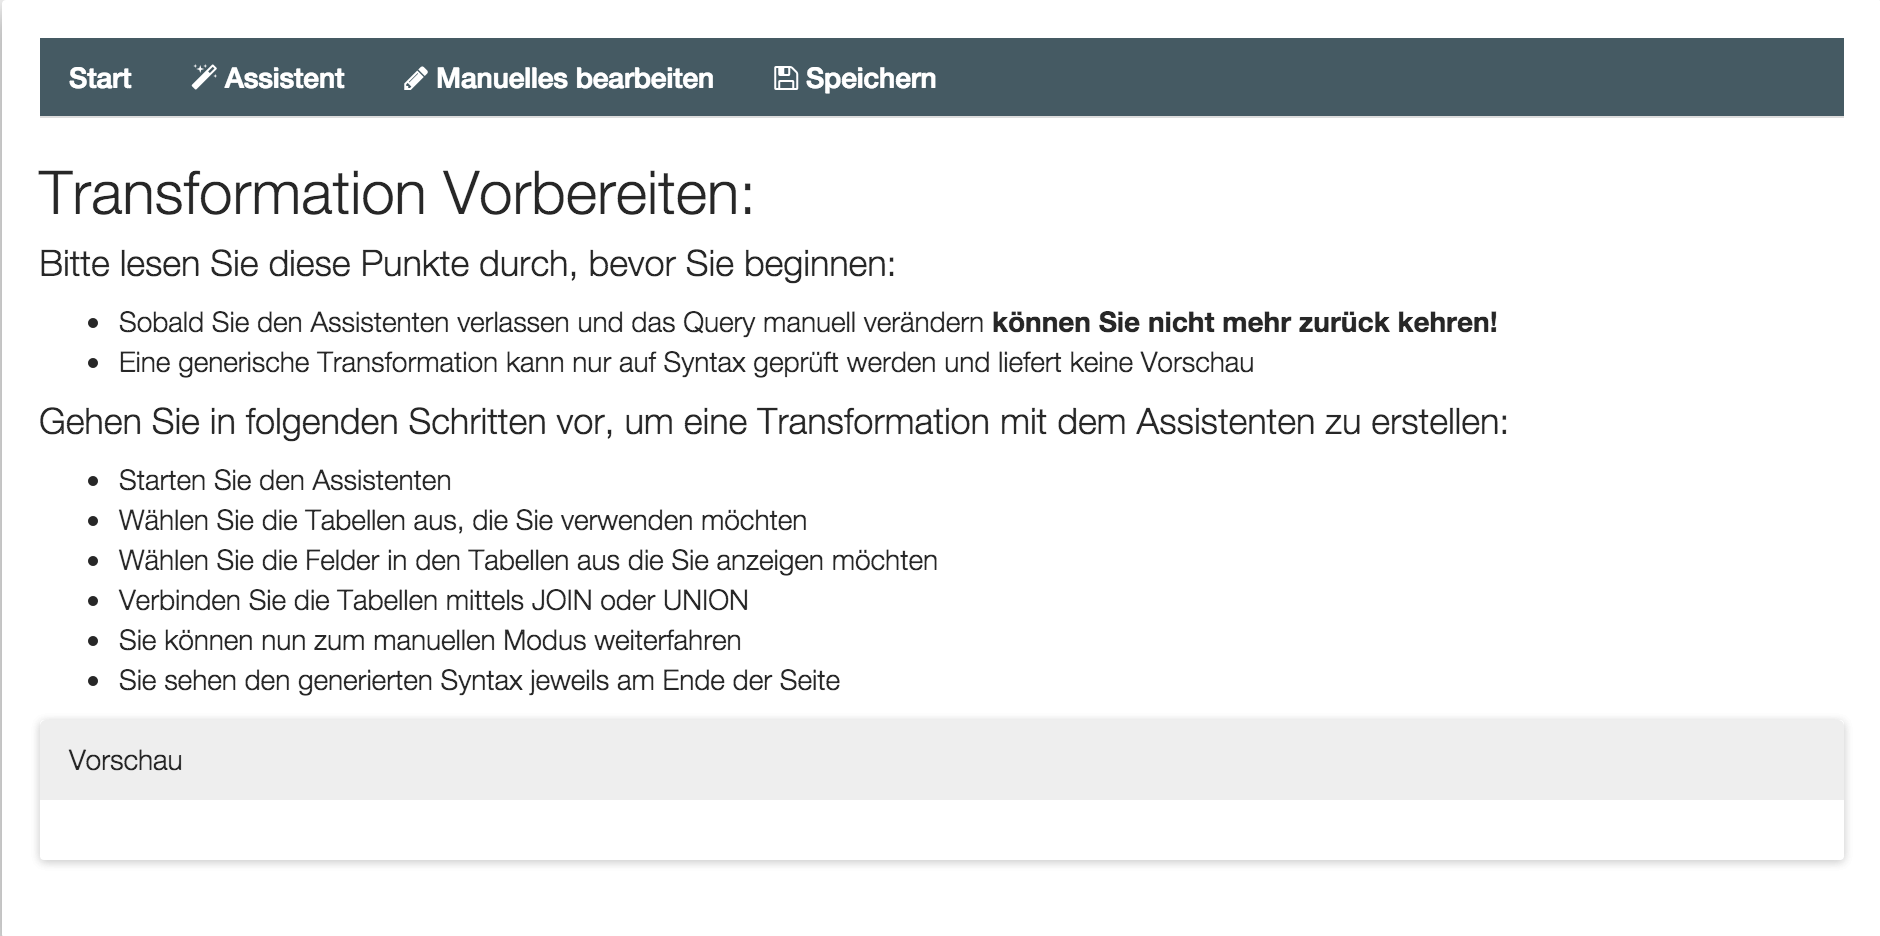 Start Assistent Manuelles bearbeiten Speichern
Transformation Vorbereiten:
Bitte lesen Sie diese Punkte durch, bevor Sie beginnen:
Sobald Sie den Assistenten verlassen und das Query manuell verändern können Sie nicht mehr zurück kehren!
Eine generische Transformation kann nur auf Syntax geprüft werden und liefert keine Vorschau
Gehen Sie in folgenden Schritten vor, um eine Transformation mit dem Assistenten zu erstellen:
Starten Sie den Assistenten
Wählen Sie die Tabellen aus, die Sie verwenden möchten
Wählen Sie die Felder in den Tabellen aus die Sie anzeigen möchten
Verbinden Sie die Tabellen mittels JOIN oder UNION
Sie können nun zum manuellen Modus weiterfahren
Sie sehen den generierten Syntax jeweils am Ende der Seite
Vorschau